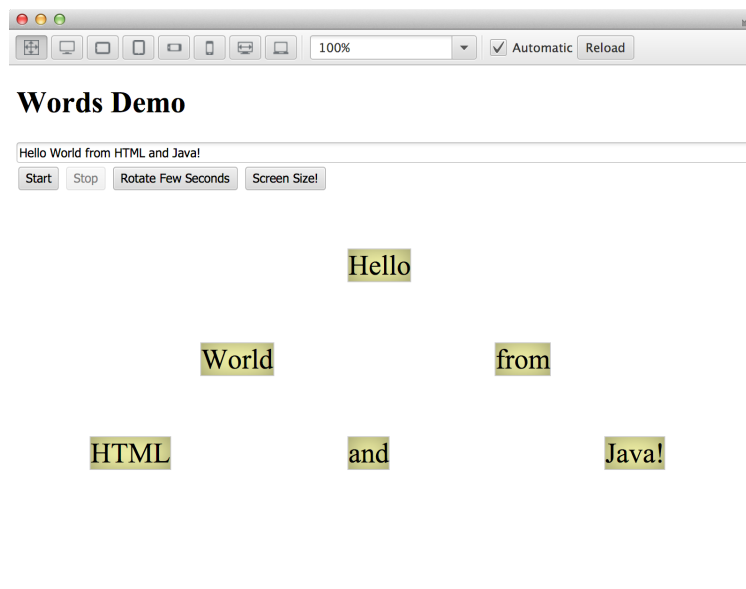 100% Automatic Reload
Words Demo
Hello World from HTML and Java!
Start Stop Rotate Few Seconds Screen Size!
Hello
World from
HTML and Java!